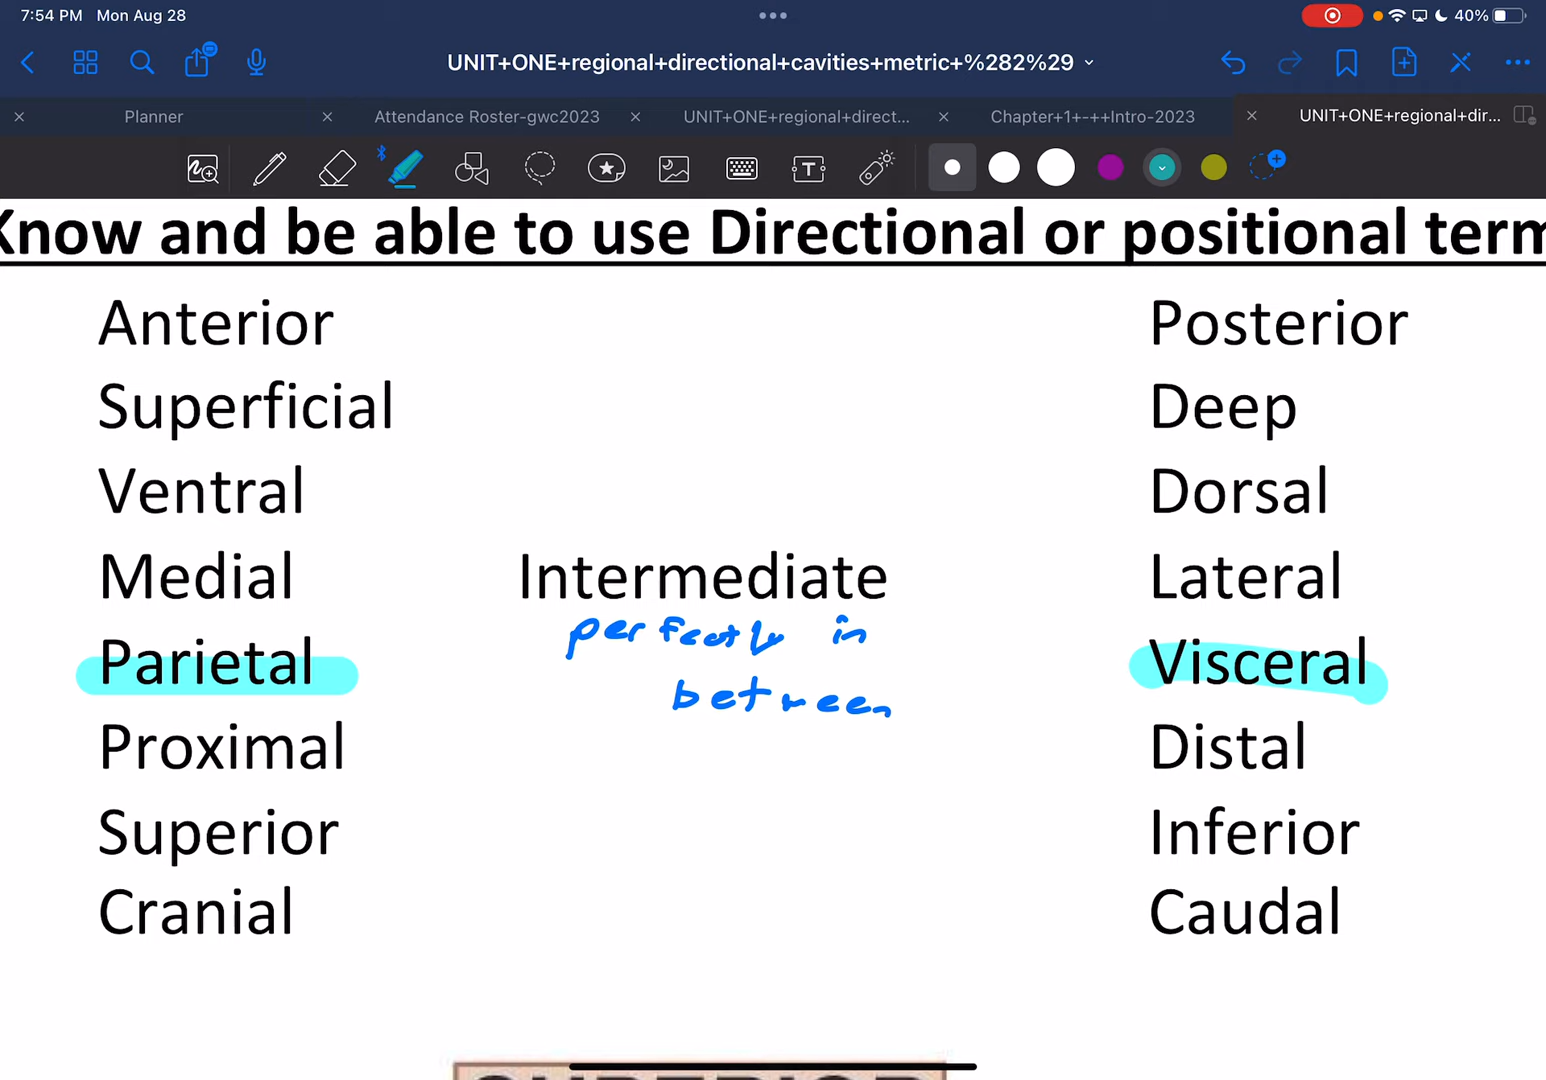 7:54 PM Mon Aug 28
40%
UNIT+ONE+regional+directional+cavities+metric+%282%29
Planner
Attendance Roster-gwc2023
UNIT+ONE+regional+direct...
Chapter+1+-++Intro-2023
UNIT+ONE+regional+dir...
T
Know and be able to use Directional or positional term
Anterior Posterior
Superficial Deep
Ventral Dorsal
Medial Intermediate Lateral
perfectly in
between
Parietal Visceral
Proximal Distal
Superior Inferior
Cranial Caudal
SUPERIOR